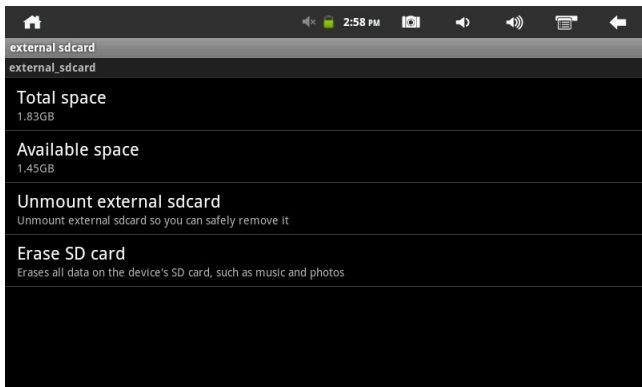 2:58 PM
external sdcard
external_sdcard
Total space
1.83GB
Available space
1.45GB
Unmount external sdcard
Unmount external sdcard so you can safely remove it
Erase SD card
Erases all data on the device's SD card, such as music and photos